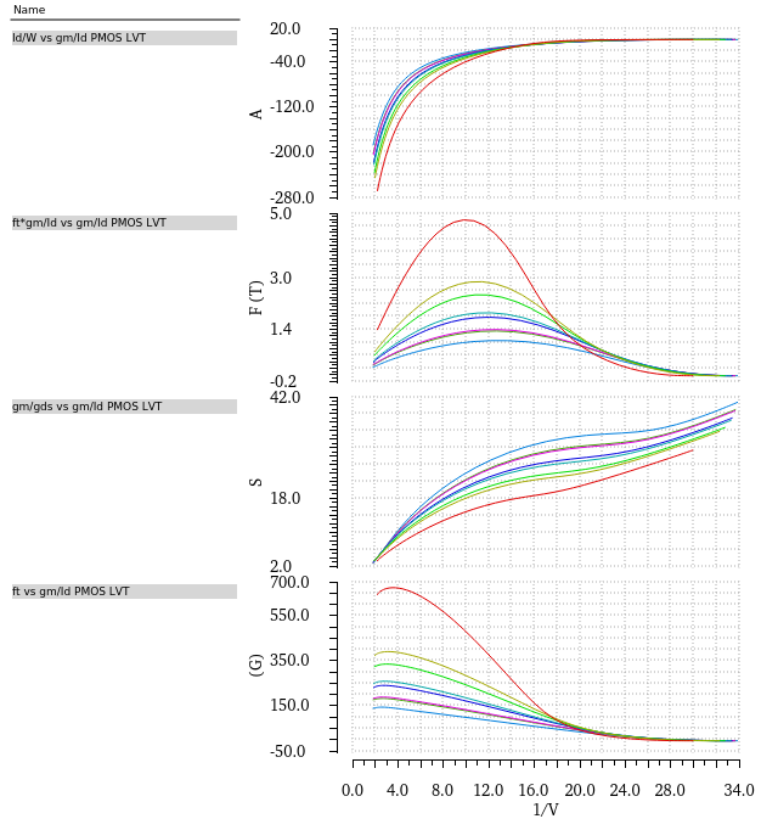 Name
Id/W vs gm/Id PMOS LVT
20.0
-40.0
-120.0
-200.0
-280.0
A
ft*gm/Id vs gm/Id PMOS LVT
5.0
3.0
1.4
-0.2
F (T)
gm/gds vs gm/Id PMOS LVT
42.0
18.0
2.0
S
ft vs gm/Id PMOS LVT
700.0
550.0
350.0
150.0
-50.0
(G)
0.0 4.0 8.0 12.0 16.0 20.0 24.0 28.0 34.0
1/V